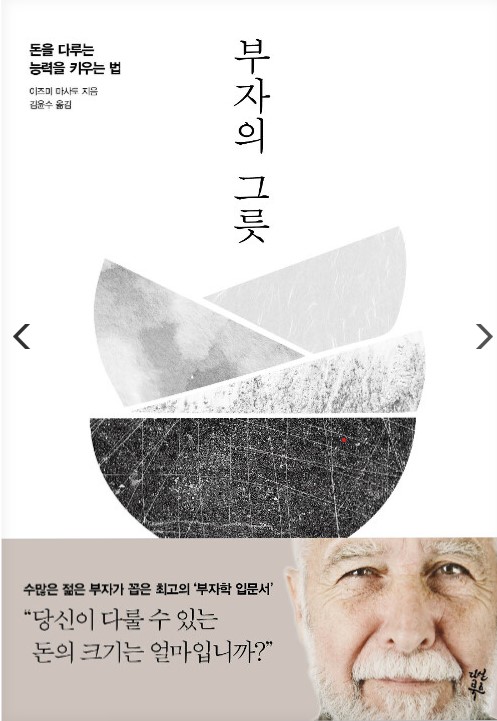 돈을 다루는
능력을 키우는 법
이즈미 마사토 지음
김윤수 옮김
부자의 그릇
수많은 젊은 부자가 꼽은 최고의 ‘부자학 입문서’
“당신이 다룰 수 있는
돈의 크기는 얼마입니까?”
다산
북스